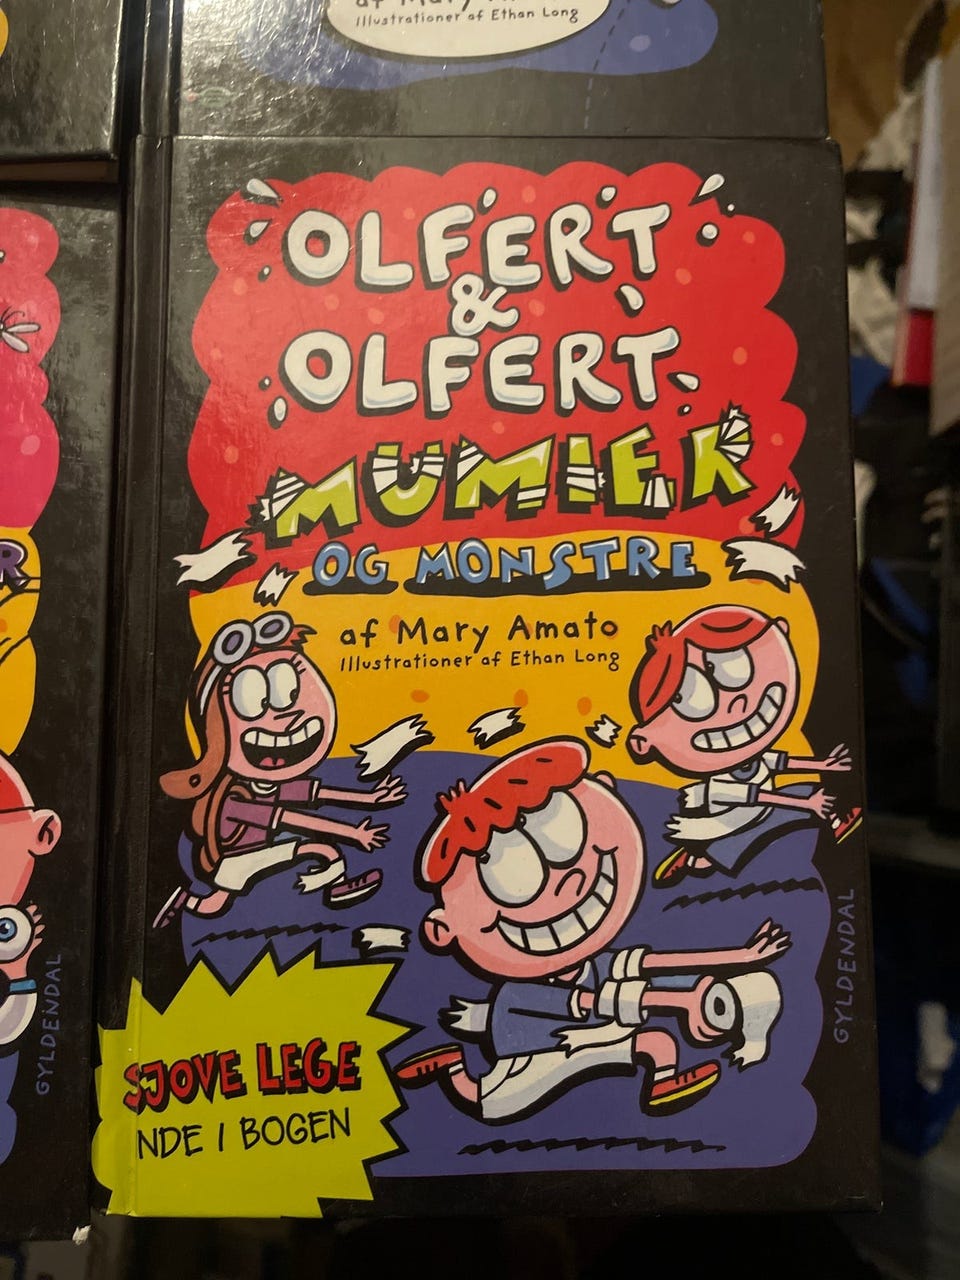 Illustrationer af Ethan Long
OLFERT
&
OLFERT
MUMIER
OG MONSTRE
af Mary Amato
Illustrationer af Ethan Long
GYLDENDAL
GYLDENDAL
SJOVE LEGE
NDE I BOGEN